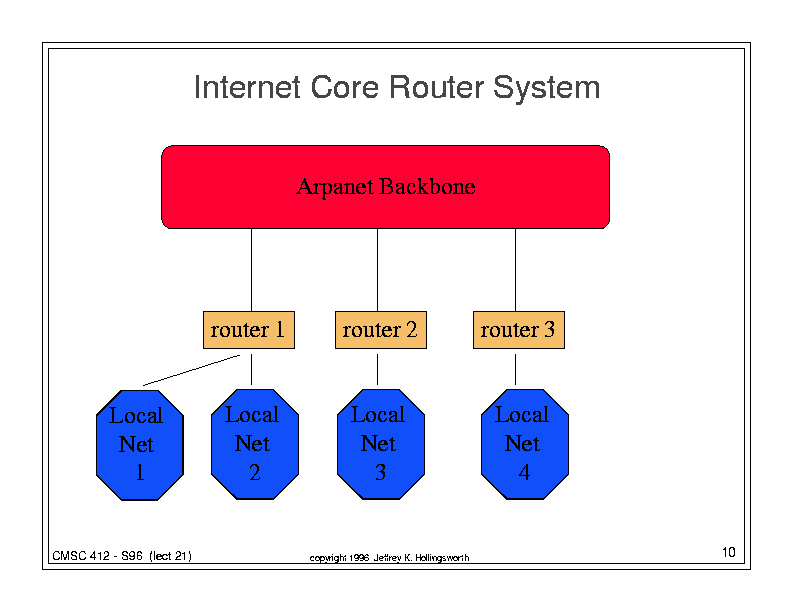 Internet Core Router System
Arpanet Backbone
router 1
router 2
router 3
Local
Net
1
Local
Net
2
Local
Net
3
Local
Net
4
CMSC 412 - S96 (lect 21)
copyright 1996 Jeffrey K. Hollingsworth
10